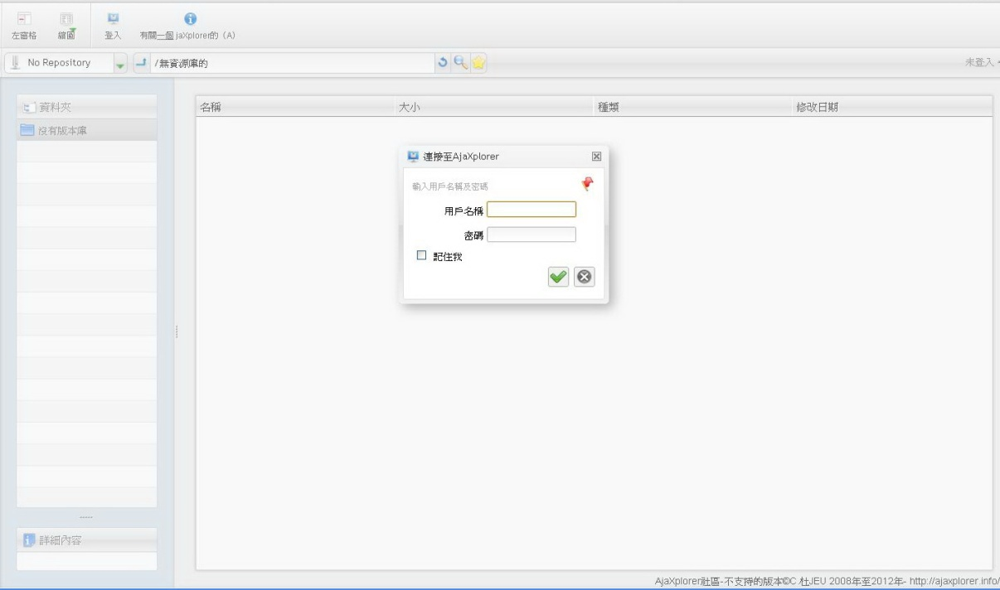 左窗格
縮圖
登入
有關一個 jaXplorer的（A）
No Repository
/無資源庫的
未登入
資料夾
沒有版本庫
名稱
大小
種類
修改日期
連接至AjaXplorer
輸入用戶名稱及密碼
用戶名稱
密碼
記住我
詳細內容
AjaXplorer社區-不支持的版本©C.杜JEU 2008年至2012年- http://ajaxplorer.info/